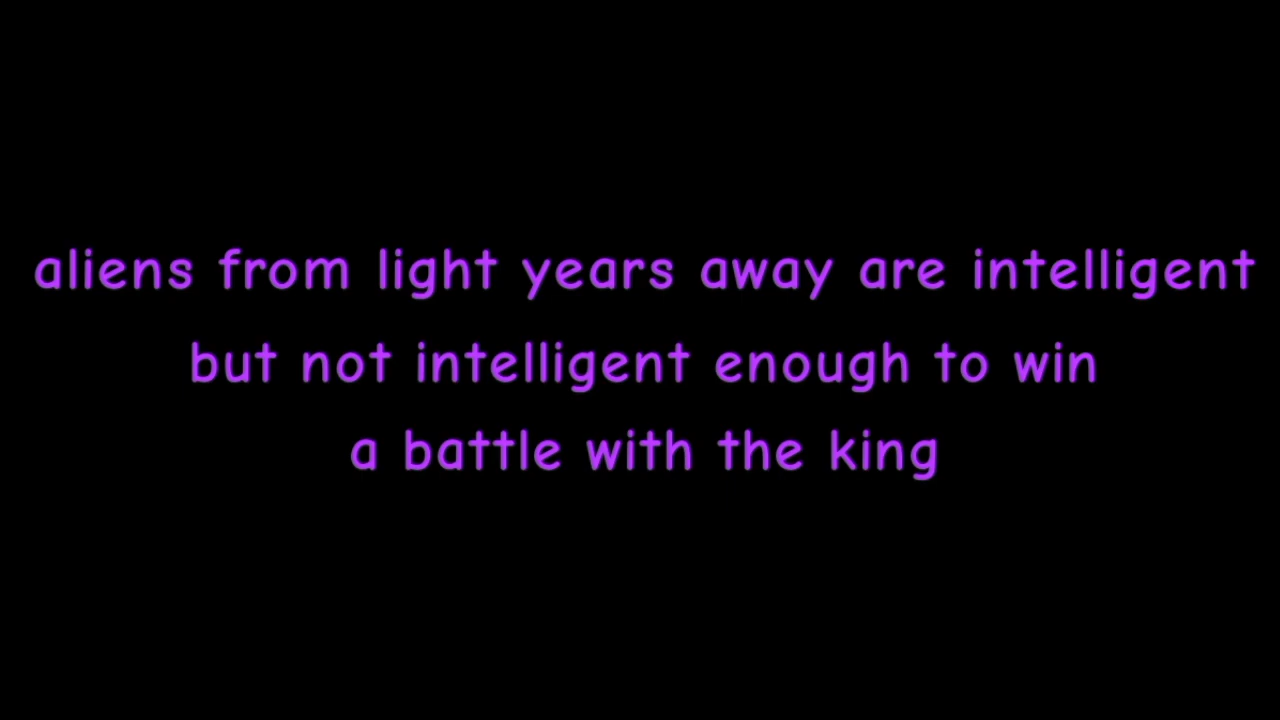 aliens from light years away are intelligent
but not intelligent enough to win
a battle with the king